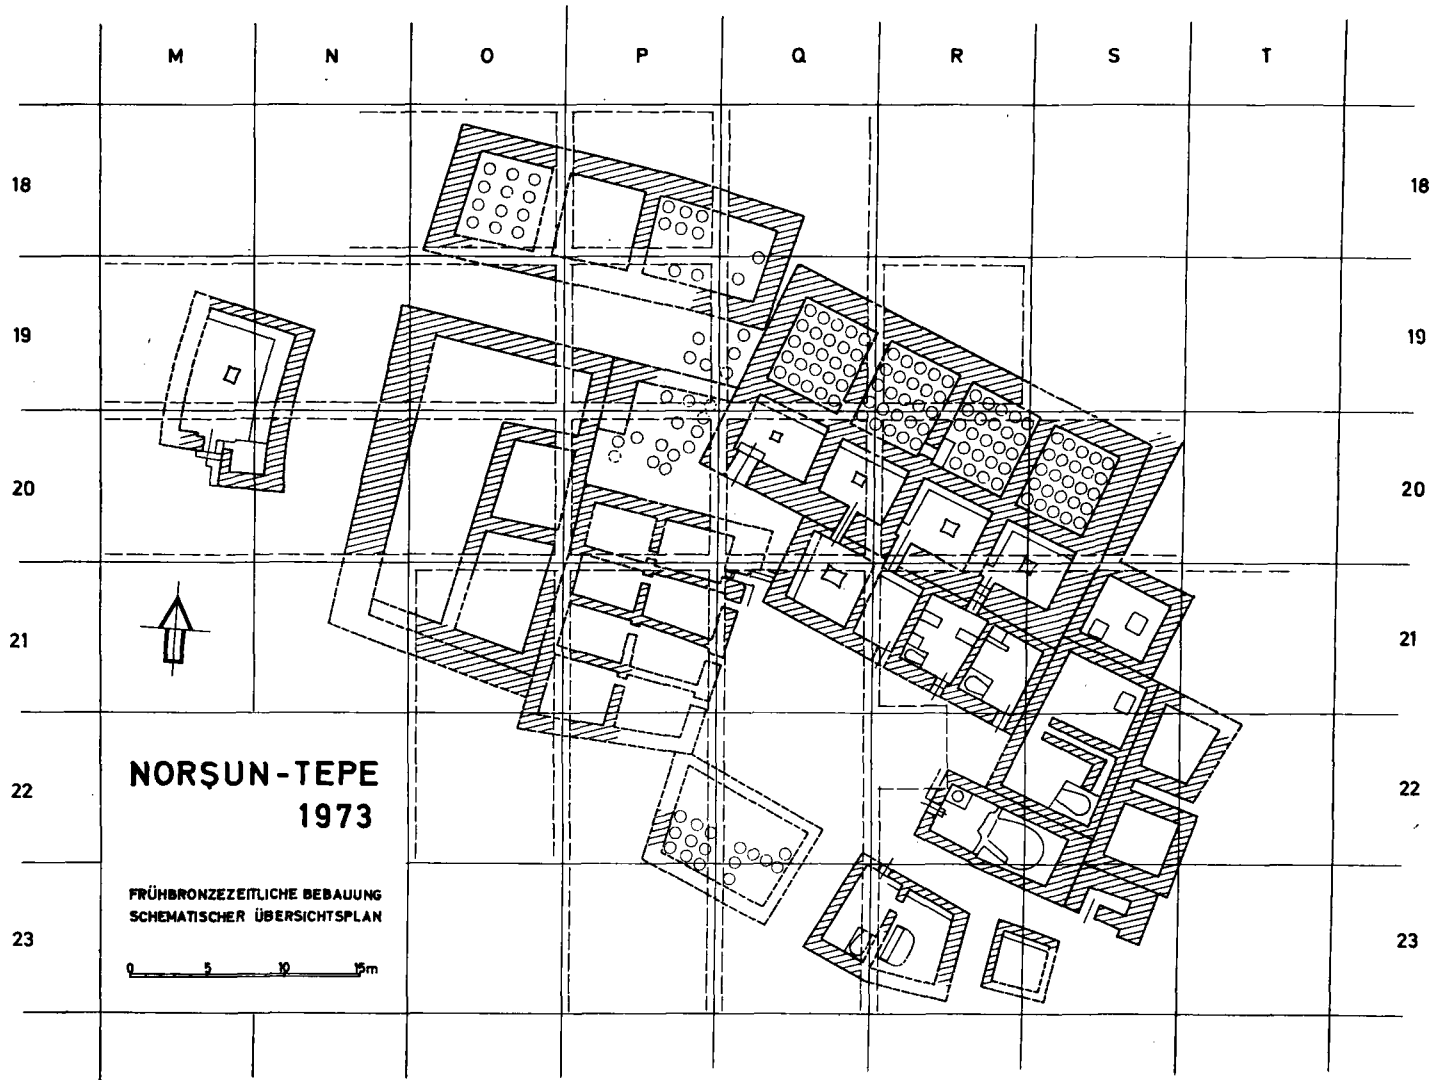 M N O P Q R S T
18 18
19 19
20 20
21 21
22 22
23 23
NORŞUN-TEPE
1973
FRÜHBRONZEZEITLICHE BEBAUUNG
SCHEMATISCHER ÜBERSICHTSPLAN
0 5 10 15m